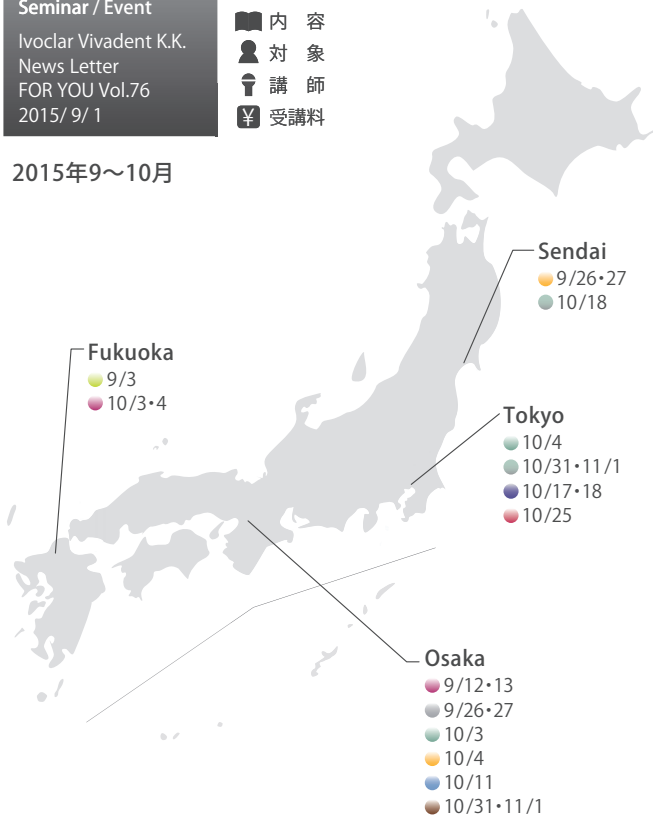 Seminar / Event
Ivoclar Vivadent K.K.
News Letter
FOR YOU Vol.76
2015/ 9/ 1
内 容
対 象
講 師
¥ 受講料
2015年9〜10月
Sendai
9/26・27
10/18
Fukuoka
9/3
10/3・4
Tokyo
10/4
10/31・11/1
10/17・18
10/25
Osaka
9/12・13
9/26・27
10/3
10/4
10/11
10/31・11/1